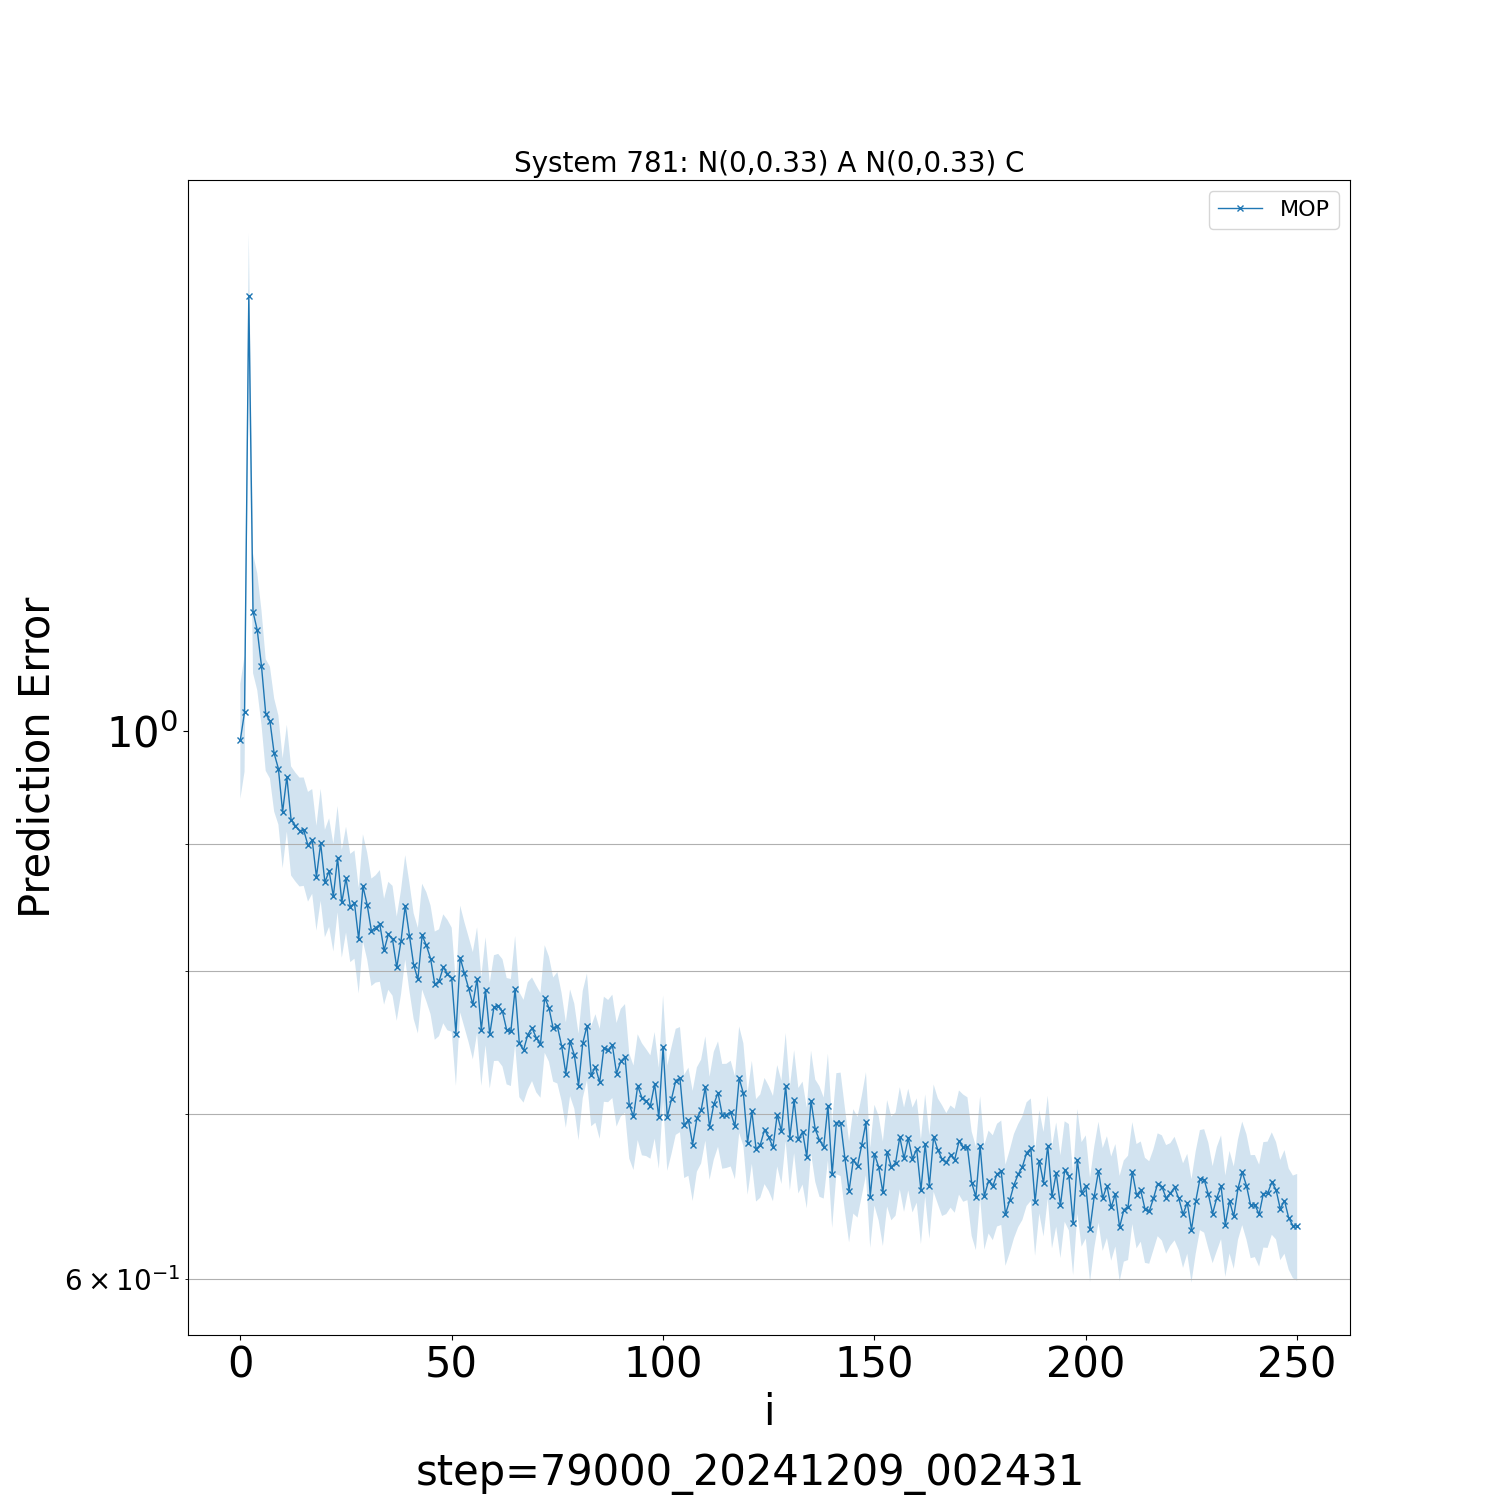 System 781: N(0,0.33) A N(0,0.33) C
MOP
Prediction Error
10⁰
6 × 10⁻¹
0 50 100 150 200 250
i
step=79000_20241209_002431